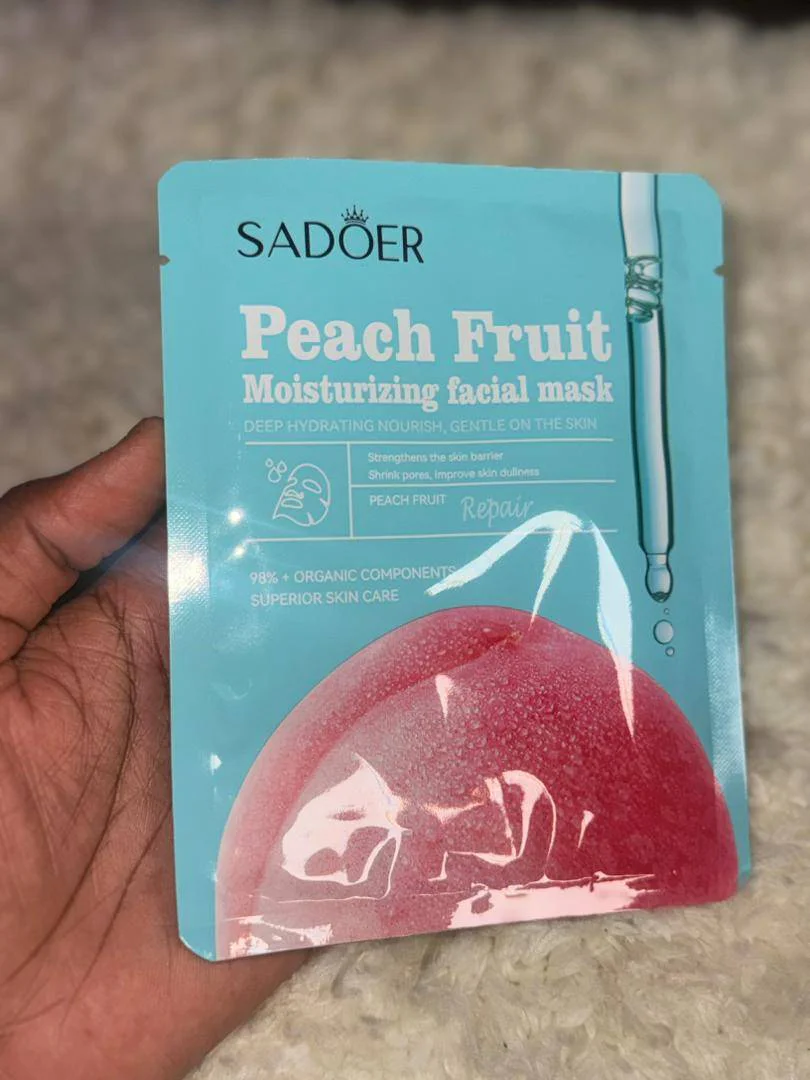 SADOER
Peach Fruit
Moisturizing facial mask
DEEP HYDRATING NOURISH, GENTLE ON THE SKIN
Strengthens the skin barrier
Shrink pores, improve skin dullness
PEACH FRUIT Repair
98% + ORGANIC COMPONENTS
SUPERIOR SKIN CARE